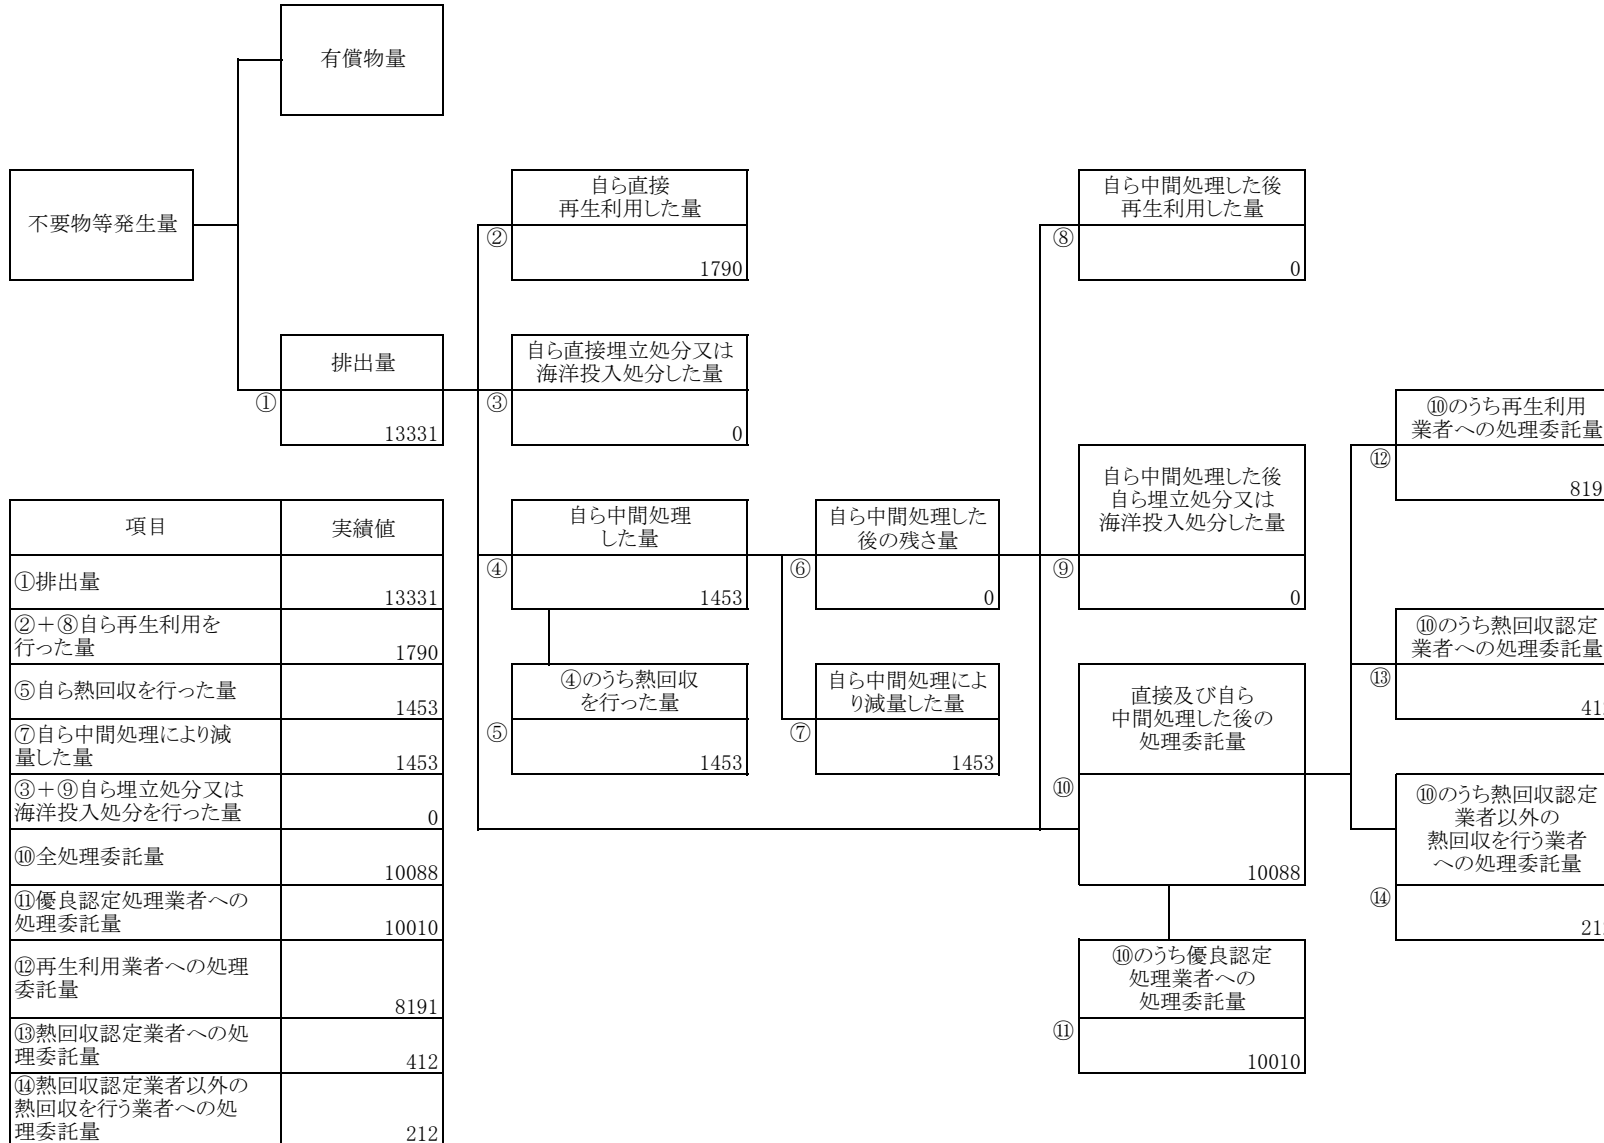 有償物量
不要物等発生量
自ら直接
再生利用した量
②
1790
自ら中間処理した後
再生利用した量
⑧
0
排出量
①
13331
自ら直接埋立処分又は
海洋投入処分した量
③
0
⑩のうち再生利用
業者への処理委託量
⑫
819
自ら中間処理した後
自ら埋立処分又は
海洋投入処分した量
⑨
0
自ら中間処理
した量
④
1453
自ら中間処理した
後の残さ量
⑥
0
⑩のうち熱回収認定
業者への処理委託量
⑬
41
④のうち熱回収
を行った量
⑤
1453
自ら中間処理によ
り減量した量
⑦
1453
直接及び自ら
中間処理した後の
処理委託量
⑩
10088
⑩のうち熱回収認定
業者以外の
熱回収を行う業者
への処理委託量
⑭
21
⑩のうち優良認定
処理業者への
処理委託量
⑪
10010
項目 実績値
①排出量
13331
②+⑧自ら再生利用を
行った量 1790
⑤自ら熱回収を行った量
1453
⑦自ら中間処理により減
量した量 1453
③+⑨自ら埋立処分又は
海洋投入処分を行った量 0
⑩全処理委託量
10088
⑪優良認定処理業者への
処理委託量 10010
⑫再生利用業者への処理
委託量
8191
⑬熱回収認定業者への処
理委託量 412
⑭熱回収認定業者以外の
熱回収を行う業者への処
理委託量 212